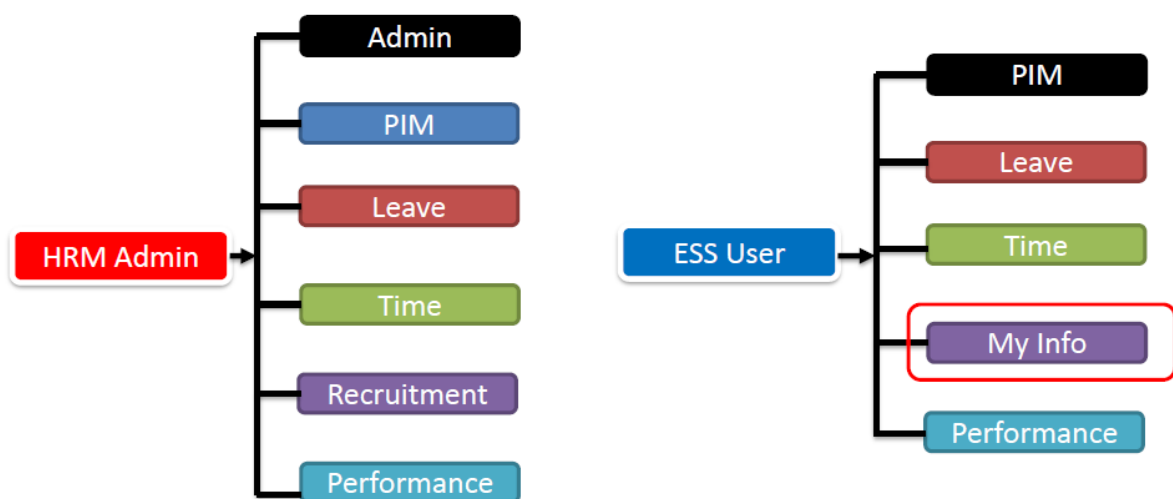 HRM Admin
Admin
PIM
Leave
Time
Recruitment
Performance
ESS User
PIM
Leave
Time
My Info
Performance